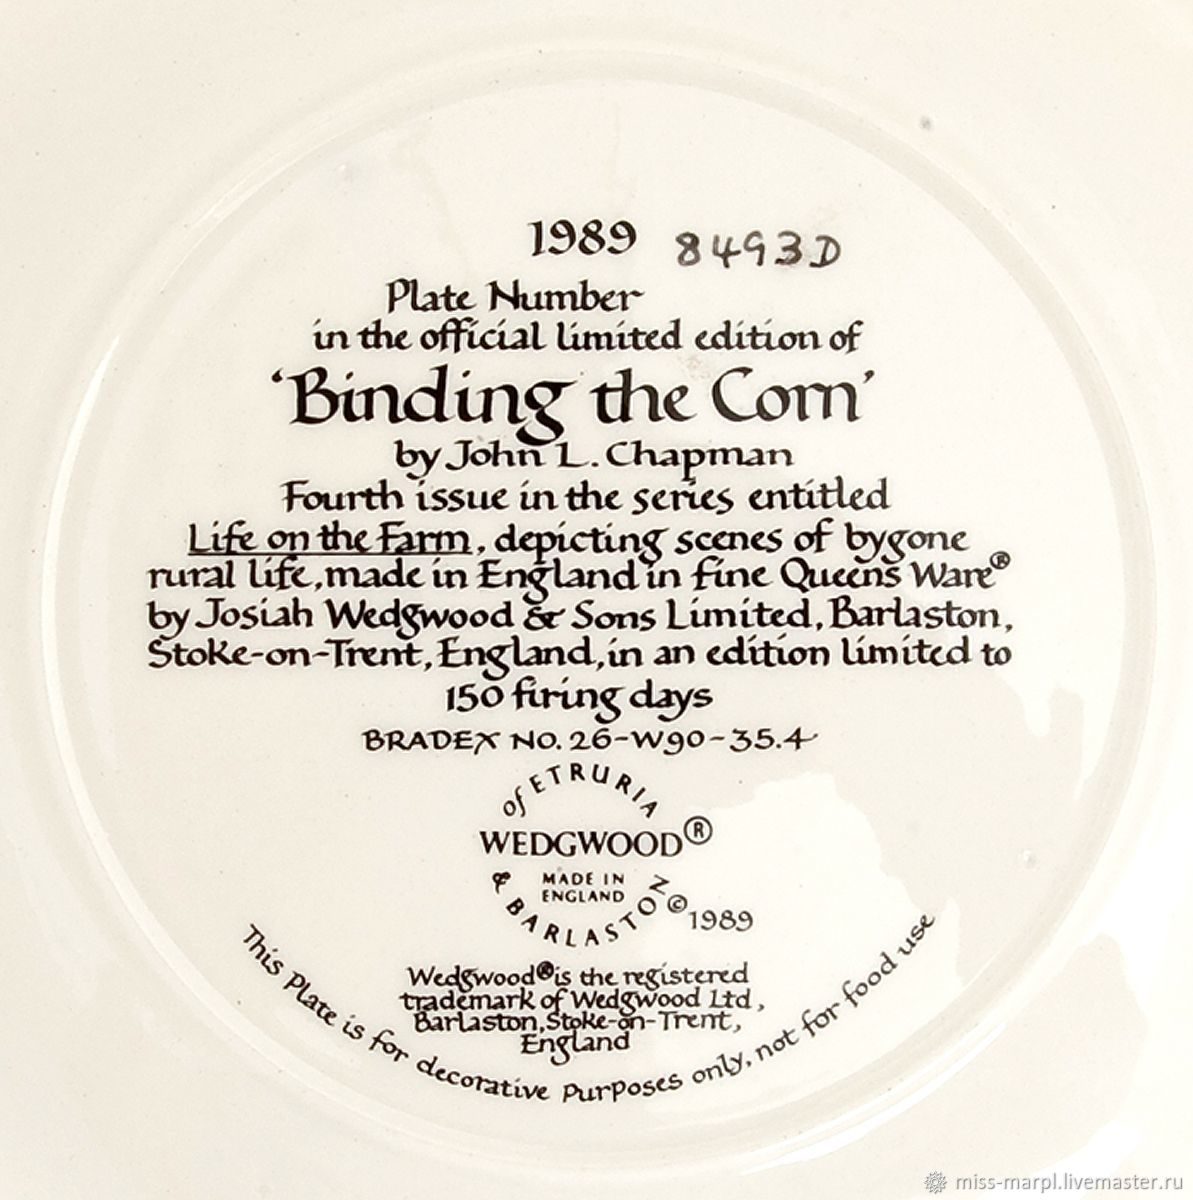 1989 8493D
Plate Number
in the official limited edition of
'Binding the Corn'
by John L. Chapman
Fourth issue in the series entitled
Life on the Farm, depicting scenes of bygone
rural life, made in England in fine Queens Ware®
by Josiah Wedgwood & Sons Limited, Barlaston,
Stoke-on-Trent, England, in an edition limited to
150 firing days
BRADEX NO. 26-W90-35.4
of ETRURIA
WEDGWOOD®
MADE IN
ENGLAND
& BARLASTON
© 1989
Wedgwood® is the registered
trademark of Wedgwood Ltd,
Barlaston, Stoke-on-Trent,
England
This Plate is for decorative purposes only, not for food use
miss-marpl.livemaster.ru